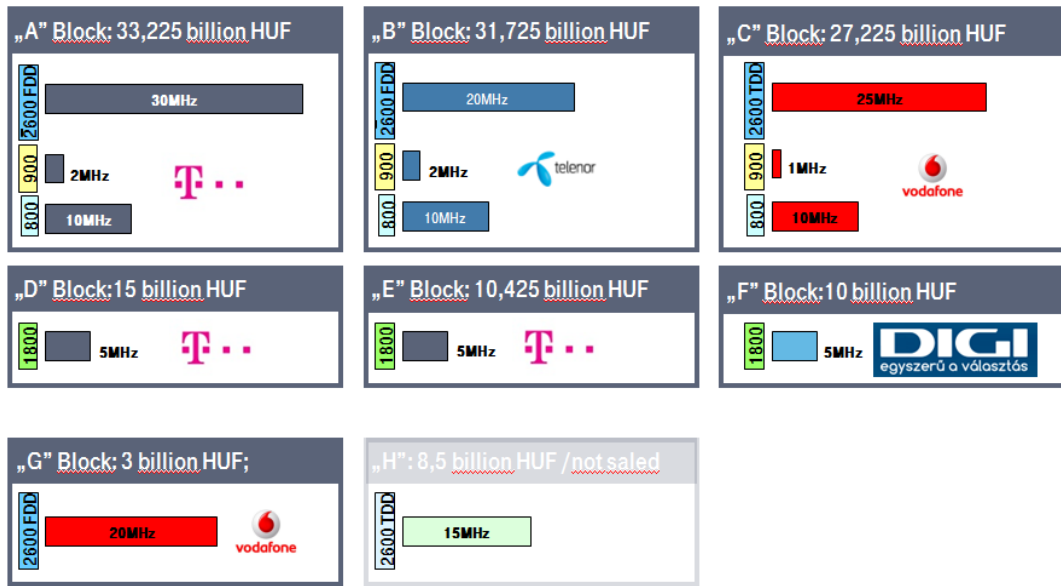 „A” Block: 33,225 billion HUF
2600 FDD
30MHz
900
2MHz
T
800
10MHz
„B” Block: 31,725 billion HUF
2600 FDD
20MHz
900
2MHz
telenor
800
10MHz
„C” Block: 27,225 billion HUF
2600 TDD
25MHz
900
1MHz
vodafone
800
10MHz
„D” Block:15 billion HUF
1800
5MHz
T
„E” Block: 10,425 billion HUF
1800
5MHz
T
„F” Block:10 billion HUF
1800
5MHz
DIGI
egyszerű a választás
„G” Block: 3 billion HUF;
2600 FDD
20MHz
vodafone
„H”: 8,5 billion HUF /not saled
2600 TDD
15MHz